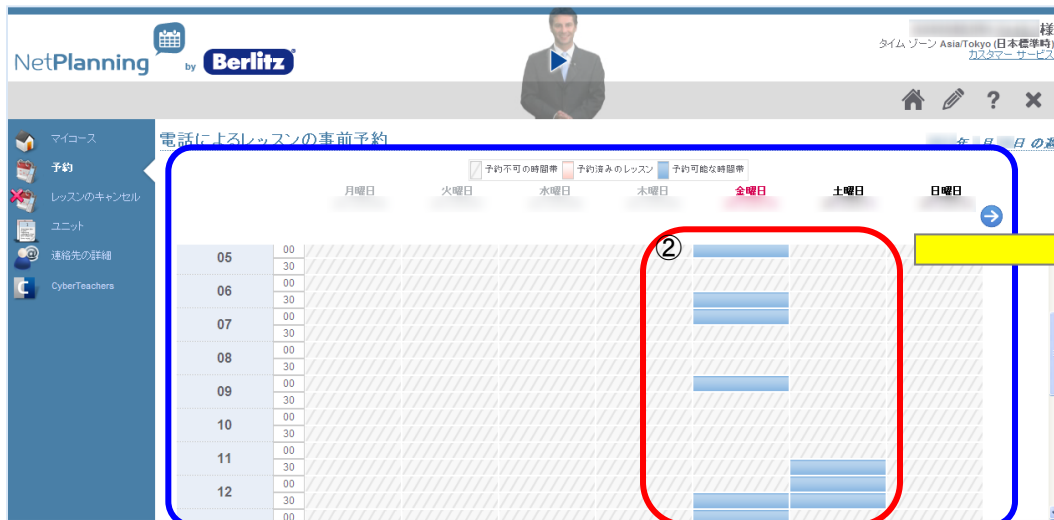 NetPlanning by Berlitz
様
タイムゾーン Asia/Tokyo (日本標準時)
カスタマー サービス
マイコース
予約
レッスンのキャンセル
ユニット
連絡先の詳細
CyberTeachers
電話によるレッスンの事前予約
年 月 日 の週
予約不可の時間帯 予約済みのレッスン 予約可能な時間帯
月曜日 火曜日 水曜日 木曜日 金曜日 土曜日 日曜日
②
05 00
30
06 00
30
07 00
30
08 00
30
09 00
30
10 00
30
11 00
30
12 00
30
00